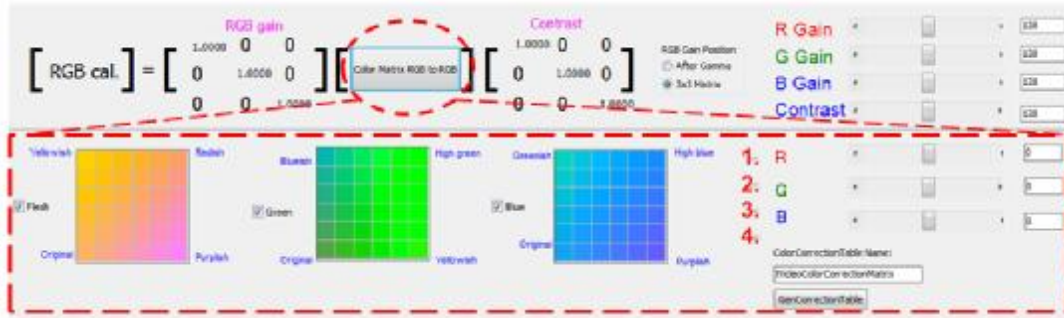 RGB gain
Contrast
[ RGB cal. ] = [ 1.0000 0 0
0 1.0000 0
0 0 1.0000 ]
Color Matrix RGB to RGB
[ 1.0000 0 0
0 1.0000 0
0 0 1.0000 ]
RGB Gain Position
After Gamma
3x3 Matrix
R Gain 128
G Gain 128
B Gain 128
Contrast 128
Yellowish
Reddish
Flesh
Original
Purplish
Blueish
High green
Green
Original
Yellowish
Greenish
High blue
Blue
Original
Purplish
1. R 0
2. G 0
3. B 0
4.
ColorCorrectionTable Name:
GenCorrectionTable